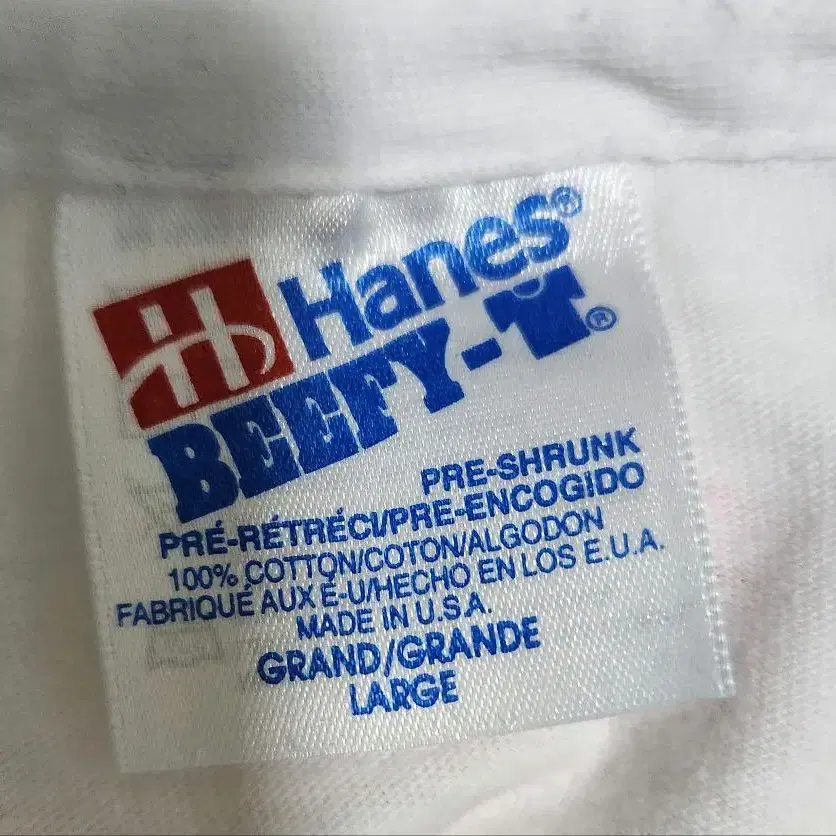 H Hanes®
BEEFY-T®
PRE-SHRUNK
PRÉ-RÉTRÉCI/PRE-ENCOGIDO
100% COTTON/COTON/ALGODON
FABRIQUÉ AUX É-U/HECHO EN LOS E.U.A.
MADE IN U.S.A.
GRAND/GRANDE
LARGE